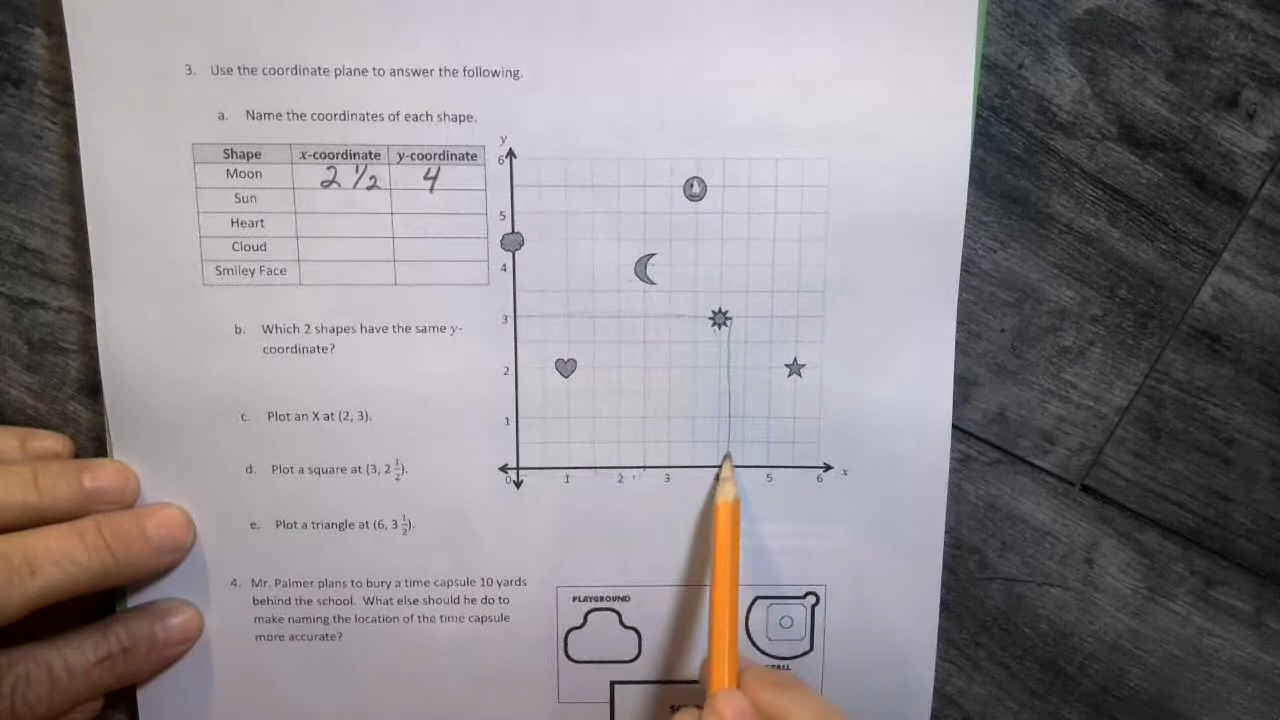 3. Use the coordinate plane to answer the following.
a. Name the coordinates of each shape.
Shape x-coordinate y-coordinate
Moon 2 1/2 4
Sun
Heart
Cloud
Smiley Face
b. Which 2 shapes have the same y-
coordinate?
c. Plot an X at (2, 3).
d. Plot a square at (3, 2 1/2).
e. Plot a triangle at (6, 3 1/2).
y
6
5
4
3
2
1
0 1 2 3 5 6 x
4. Mr. Palmer plans to bury a time capsule 10 yards
behind the school. What else should he do to
make naming the location of the time capsule
more accurate?
PLAYGROUND